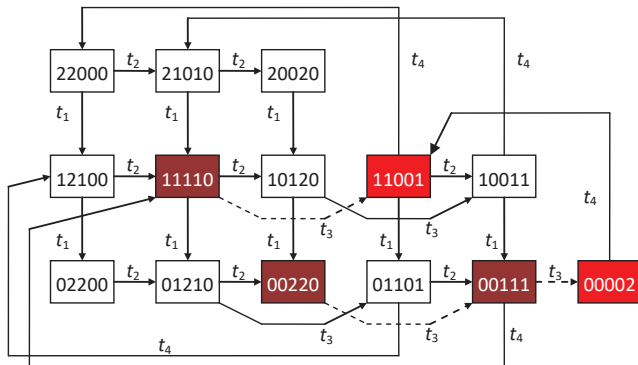 t4 t4
22000 t2 21010 t2 20020
t1 t1 t1 t4
12100 t2 11110 t2 10120 11001 t2 10011
t3 t3
t1 t1 t1 t1 t1
02200 t2 01210 t2 00220 01101 t2 00111 t3 00002
t4 t3 t3 t4